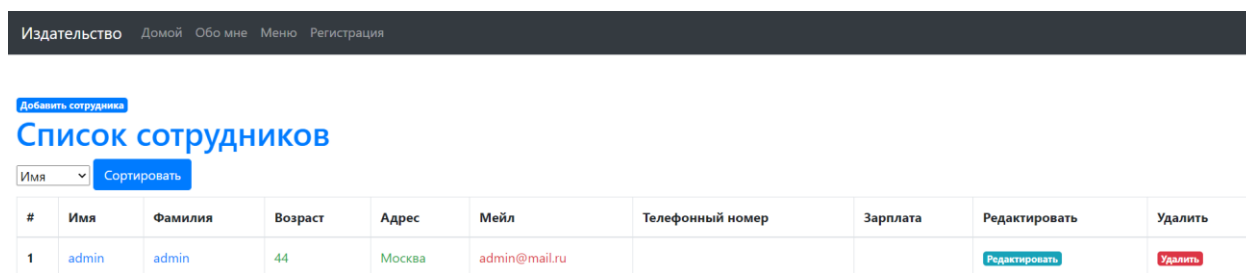 Издательство Домой Обо мне Меню Регистрация
Добавить сотрудника
Список сотрудников
Имя Сортировать
# Имя Фамилия Возраст Адрес Мейл Телефонный номер Зарплата Редактировать Удалить
1 admin admin 44 Москва admin@mail.ru Редактировать Удалить